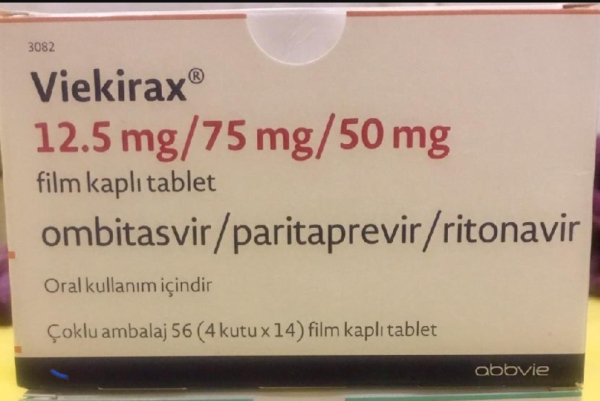 3082
Viekirax®
12.5 mg/75 mg/50 mg
film kaplı tablet
ombitasvir/paritaprevir/ritonavir
Oral kullanım içindir
Çoklu ambalaj 56 (4 kutu x 14) film kaplı tablet
abbvie